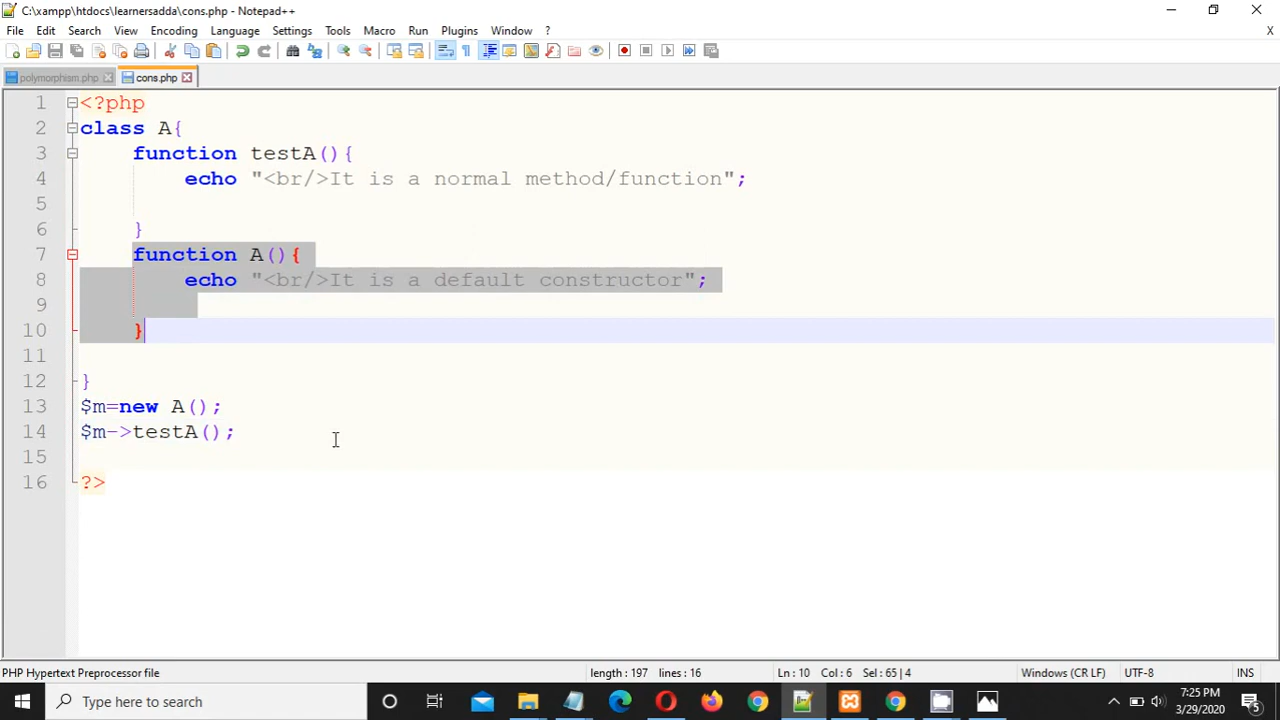 C:\xampp\htdocs\learnersadda\cons.php - Notepad++
File Edit Search View Encoding Language Settings Tools Macro Run Plugins Window ? X
polymorphism.php cons.php
1 <?php
2 class A{
3 function testA(){
4 echo "<br/>It is a normal method/function";
5
6 }
7 function A(){
8 echo "<br/>It is a default constructor";
9
10 }
11
12 }
13 $m=new A();
14 $m->testA();
15
16 ?>
PHP Hypertext Preprocessor file length : 197 lines : 16 Ln : 10 Col : 6 Sel : 65 | 4 Windows (CR LF) UTF-8 INS
Type here to search 7:25 PM
3/29/2020 5